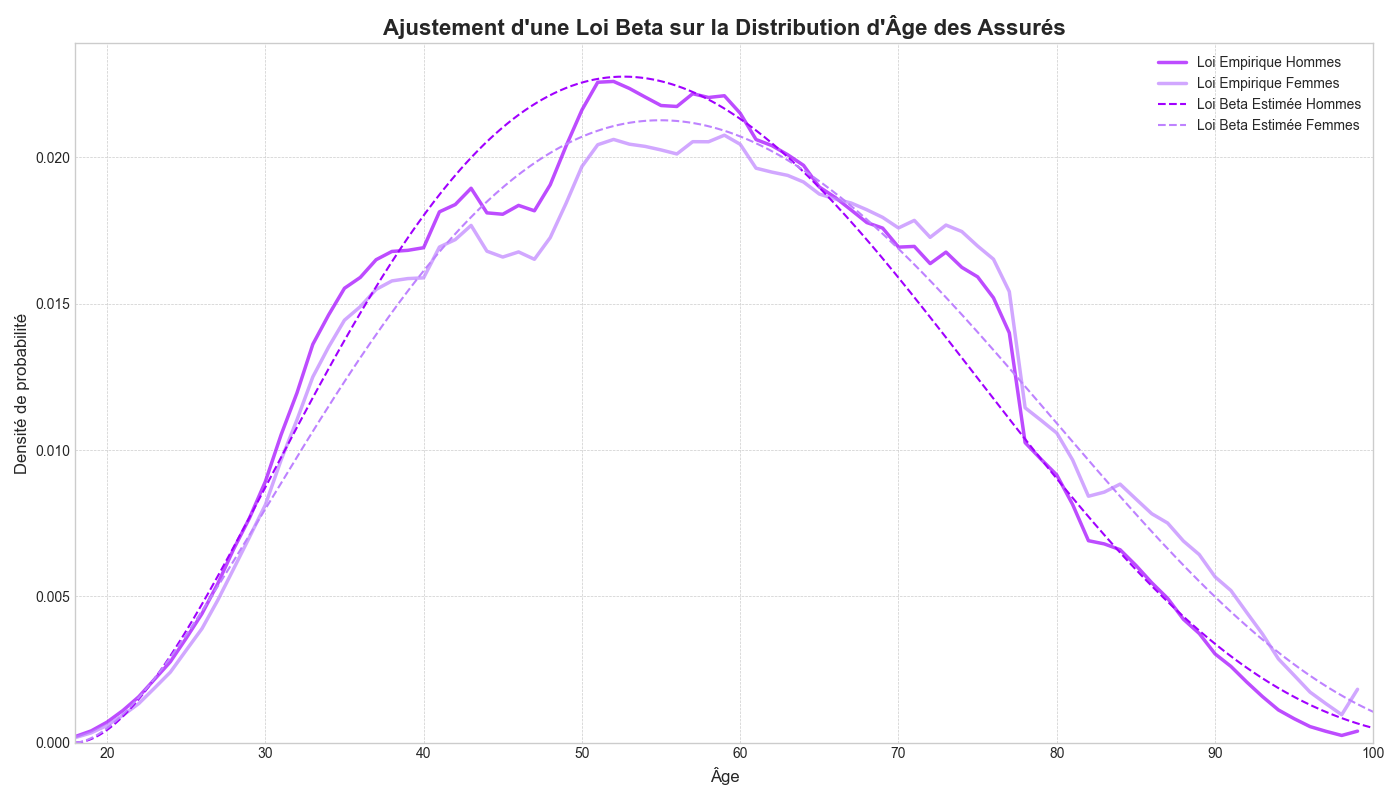 Ajustement d'une Loi Beta sur la Distribution d'Âge des Assurés
Loi Empirique Hommes
Loi Empirique Femmes
Loi Beta Estimée Hommes
Loi Beta Estimée Femmes
Densité de probabilité
0.020
0.015
0.010
0.005
0.000
20 30 40 50 60 70 80 90 100
Âge